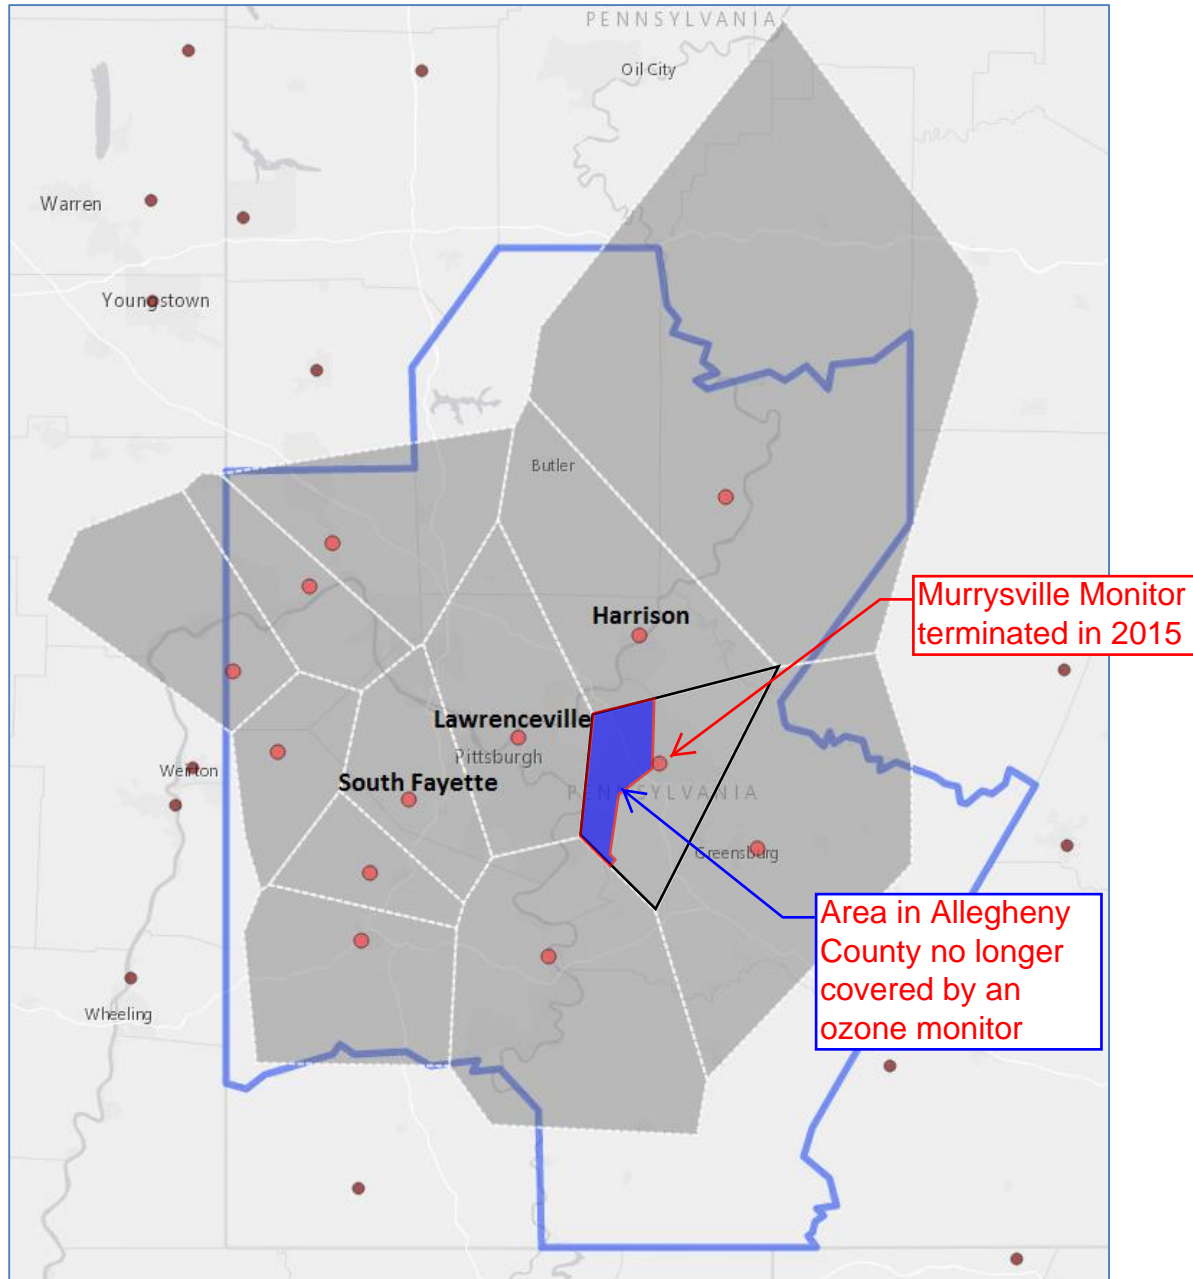 PENNSYLVANIA
Oil City
Warren
Youngstown
Butler
Harrison
Murrysville Monitor
terminated in 2015
Lawrenceville
Pittsburgh
Weirton
South Fayette
PENNSYLVANIA
Greensburg
Area in Allegheny
County no longer
covered by an
ozone monitor
Wheeling